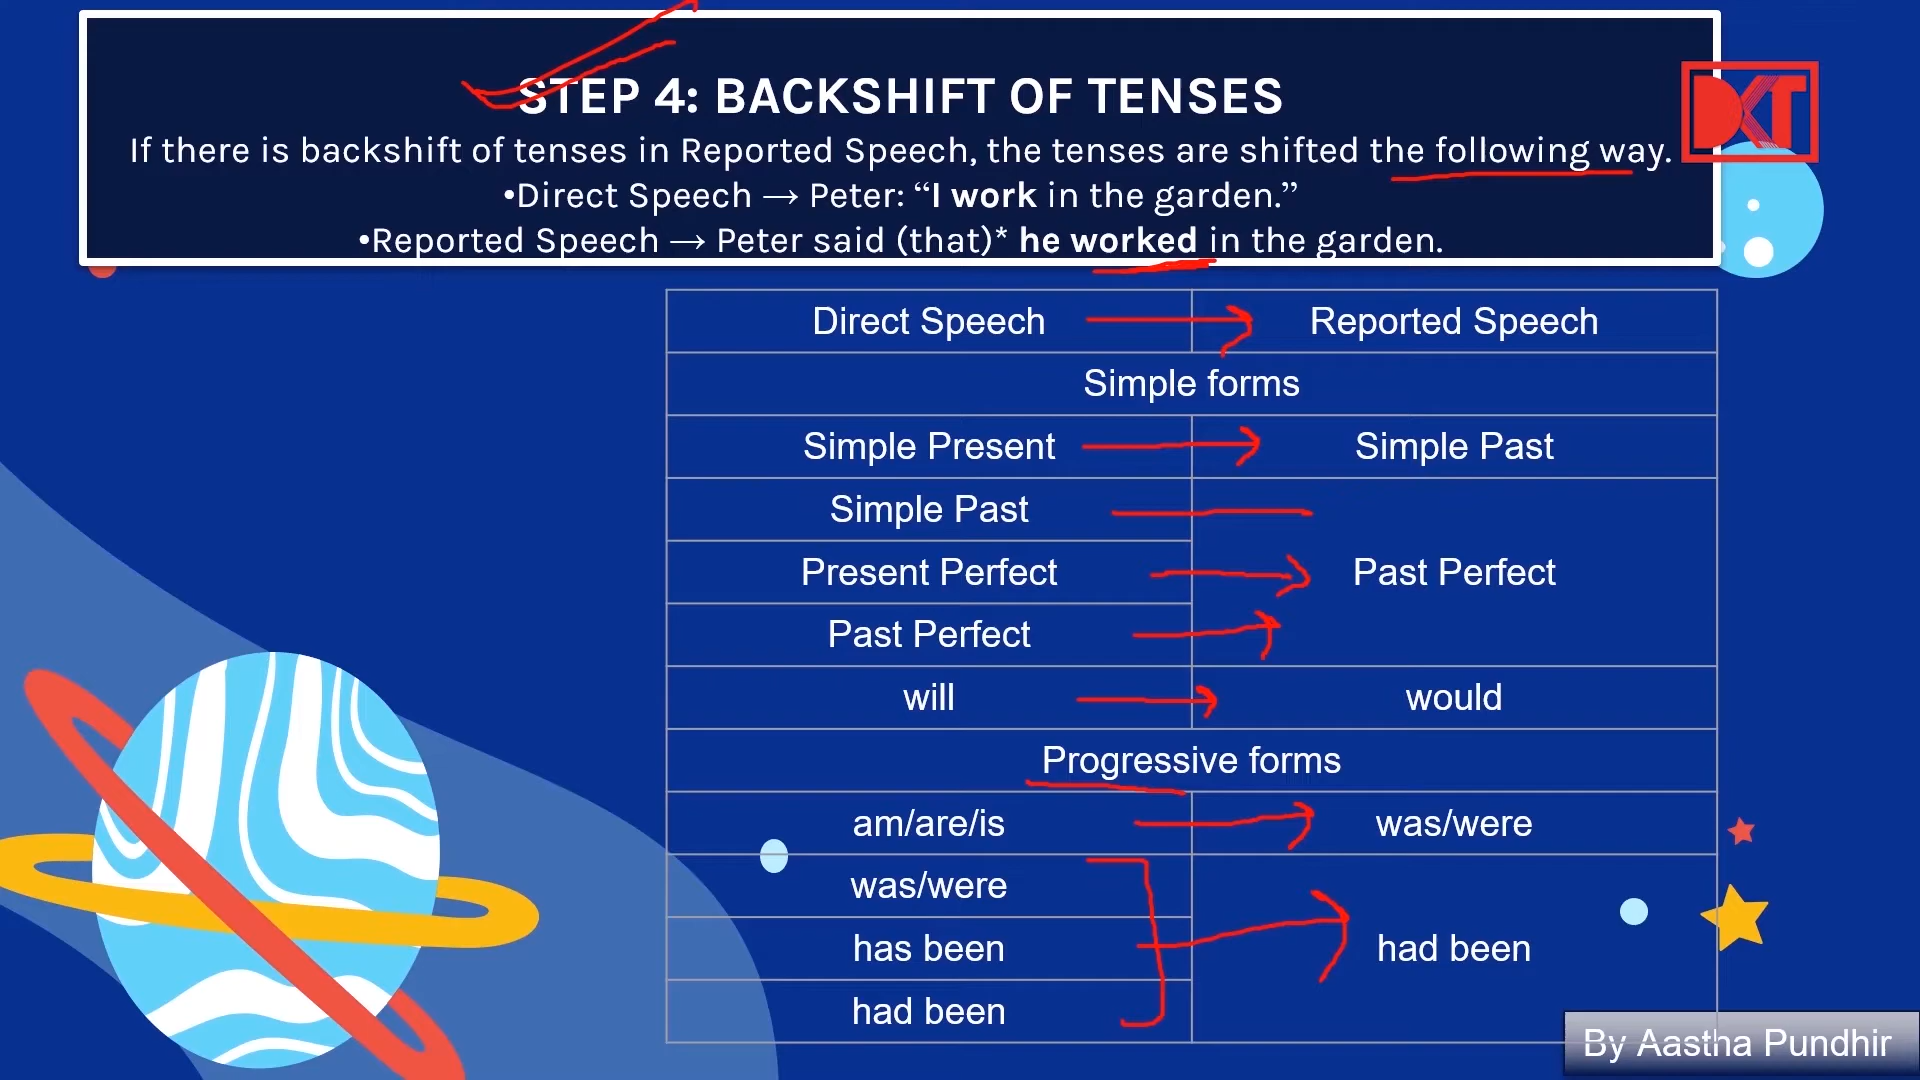 STEP 4: BACKSHIFT OF TENSES
If there is backshift of tenses in Reported Speech, the tenses are shifted the following way.
•Direct Speech → Peter: “I work in the garden.”
•Reported Speech → Peter said (that)* he worked in the garden.
DKT
Direct Speech Reported Speech
Simple forms
Simple Present Simple Past
Simple Past
Present Perfect Past Perfect
Past Perfect
will would
Progressive forms
am/are/is was/were
was/were
has been had been
had been
By Aastha Pundhir